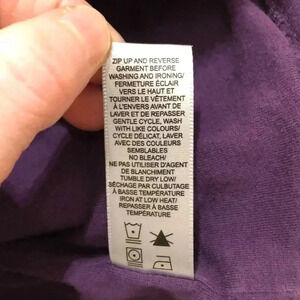 ZIP UP AND REVERSE
GARMENT BEFORE
WASHING AND IRONING/
FERMETURE ÉCLAIR
VERS LE HAUT ET
TOURNER LE VÊTEMENT
À L'ENVERS AVANT DE
LAVER ET DE REPASSER
GENTLE CYCLE, WASH
WITH LIKE COLOURS/
CYCLE DÉLICAT, LAVER
AVEC DES COULEURS
SEMBLABLES
NO BLEACH/
NE PAS UTILISER D'AGENT
DE BLANCHIMENT
TUMBLE DRY LOW/
SÉCHAGE PAR CULBUTAGE
À BASSE TEMPÉRATURE
IRON AT LOW HEAT/
REPASSER À BASSE
TEMPÉRATURE